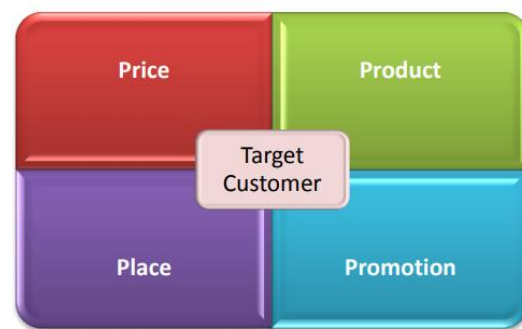 Price
Product
Target
Customer
Place
Promotion